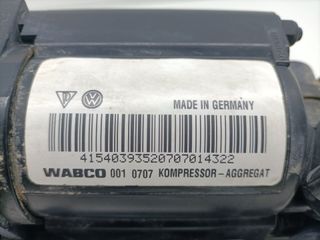 MADE IN GERMANY
41540393520707014322
WABCO 001 0707 KOMPRESSOR-AGGREGAT